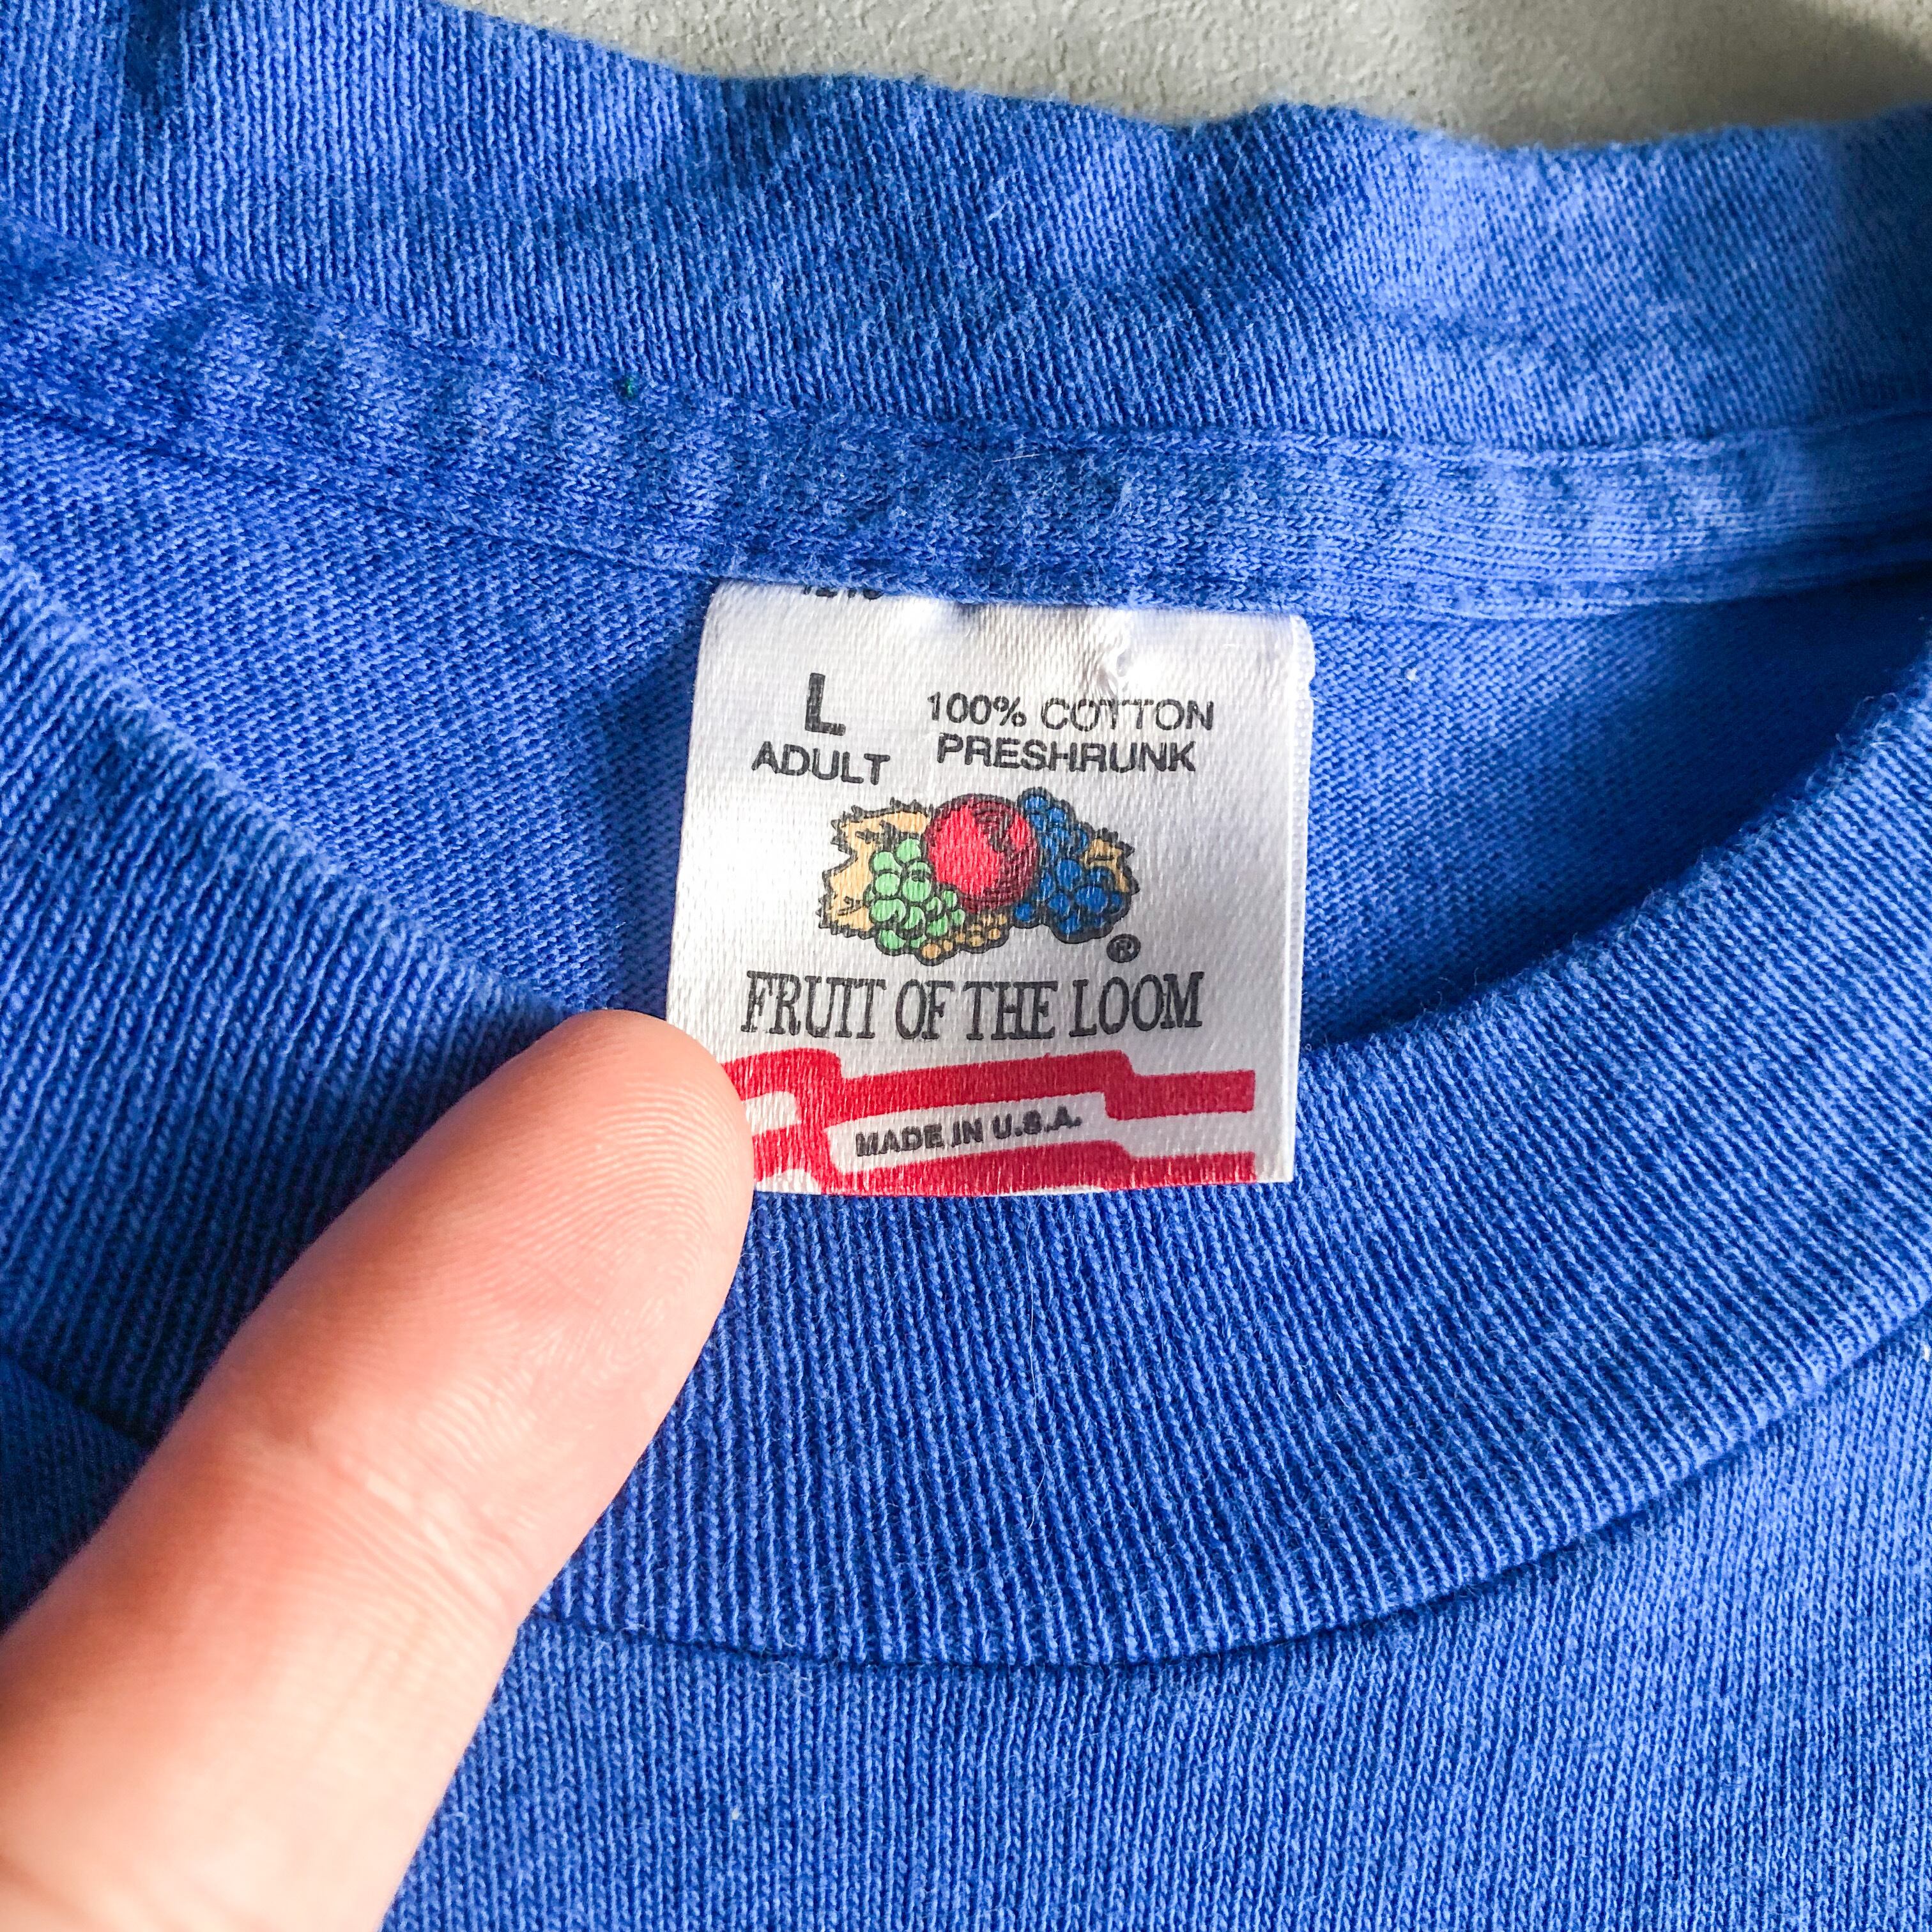 L
ADULT
100% COTTON
PRESHRUNK
®
FRUIT OF THE LOOM
MADE IN U.S.A.